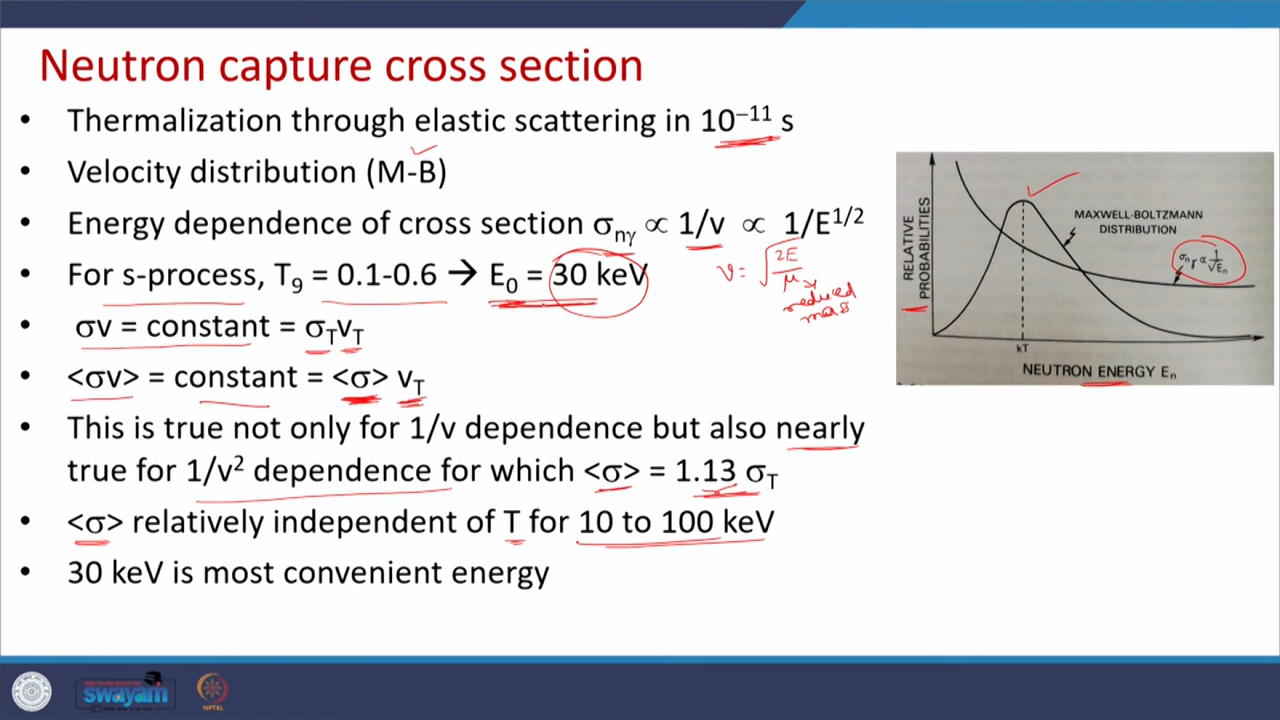 Neutron capture cross section
• Thermalization through elastic scattering in 10⁻¹¹ s
• Velocity distribution (M-B)
• Energy dependence of cross section σnγ ∝ 1/v ∝ 1/E^1/2
• For s-process, T₉ = 0.1-0.6 → E₀ = 30 keV
v = √2E/μ
reduced
mass
• σv = constant = σTvT
• <σv> = constant = <σ> vT
• This is true not only for 1/v dependence but also nearly
true for 1/v² dependence for which <σ> = 1.13 σT
• <σ> relatively independent of T for 10 to 100 keV
• 30 keV is most convenient energy
RELATIVE
PROBABILITIES
MAXWELL-BOLTZMANN
DISTRIBUTION
σnγ ∝ 1/√En
kT
NEUTRON ENERGY En
swayam
NPTEL